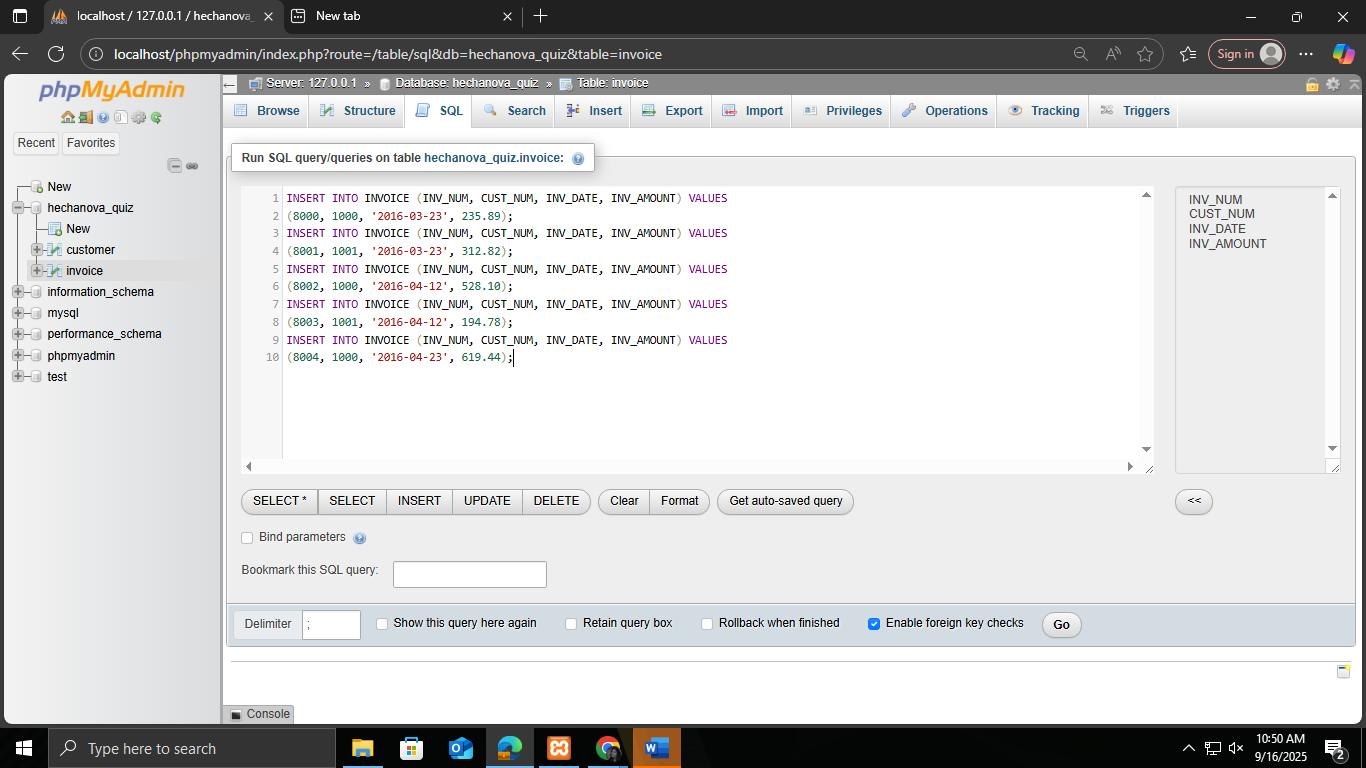 localhost / 127.0.0.1 / hechanova_
New tab
localhost/phpmyadmin/index.php?route=/table/sql&db=hechanova_quiz&table=invoice
Sign in
phpMyAdmin
Recent
Favorites
New
hechanova_quiz
New
customer
invoice
information_schema
mysql
performance_schema
phpmyadmin
test
Server: 127.0.0.1 » Database: hechanova_quiz » Table: invoice
Browse
Structure
SQL
Search
Insert
Export
Import
Privileges
Operations
Tracking
Triggers
Run SQL query/queries on table hechanova_quiz.invoice:
1 INSERT INTO INVOICE (INV_NUM, CUST_NUM, INV_DATE, INV_AMOUNT) VALUES
2 (8000, 1000, '2016-03-23', 235.89);
3 INSERT INTO INVOICE (INV_NUM, CUST_NUM, INV_DATE, INV_AMOUNT) VALUES
4 (8001, 1001, '2016-03-23', 312.82);
5 INSERT INTO INVOICE (INV_NUM, CUST_NUM, INV_DATE, INV_AMOUNT) VALUES
6 (8002, 1000, '2016-04-12', 528.10);
7 INSERT INTO INVOICE (INV_NUM, CUST_NUM, INV_DATE, INV_AMOUNT) VALUES
8 (8003, 1001, '2016-04-12', 194.78);
9 INSERT INTO INVOICE (INV_NUM, CUST_NUM, INV_DATE, INV_AMOUNT) VALUES
10 (8004, 1000, '2016-04-23', 619.44);
INV_NUM
CUST_NUM
INV_DATE
INV_AMOUNT
SELECT *
SELECT
INSERT
UPDATE
DELETE
Clear
Format
Get auto-saved query
<<
Bind parameters
Bookmark this SQL query:
Delimiter
;
Show this query here again
Retain query box
Rollback when finished
Enable foreign key checks
Go
Console
Type here to search
10:50 AM
9/16/2025
2